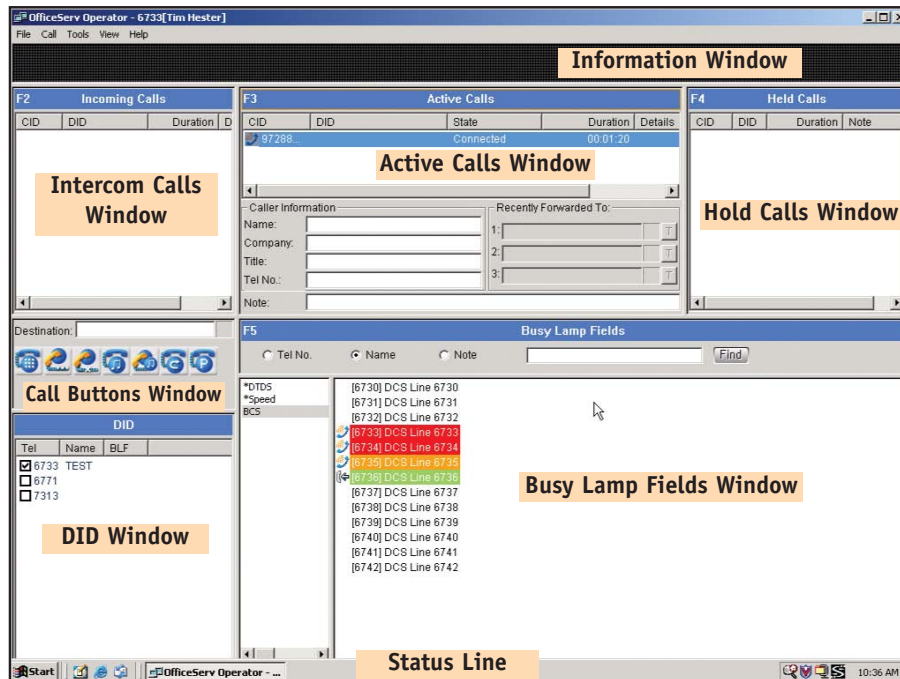 OfficeServ Operator - 6733[Tim Hester]
File Call Tools View Help
Information Window
F2 Incoming Calls
CID DID Duration D
Intercom Calls
Window
F3 Active Calls
CID DID State Duration Details
97288... Connected 00:01:20
Active Calls Window
Caller Information
Name:
Company:
Title:
Tel No.:
Note:
Recently Forwarded To:
1: T
2: T
3: T
F4 Held Calls
CID DID Duration Note
Hold Calls Window
Destination:
Call Buttons Window
DID
Tel Name BLF
6733 TEST
6771
7313
DID Window
F5 Busy Lamp Fields
Tel No. Name Note Find
*DTDS
*Speed
BCS
[6730] DCS Line 6730
[6731] DCS Line 6731
[6732] DCS Line 6732
[6733] DCS Line 6733
[6734] DCS Line 6734
[6735] DCS Line 6735
[6736] DCS Line 6736
[6737] DCS Line 6737
[6738] DCS Line 6738
[6739] DCS Line 6739
[6740] DCS Line 6740
[6741] DCS Line 6741
[6742] DCS Line 6742
Busy Lamp Fields Window
Status Line
Start OfficeServ Operator - ... 10:36 AM